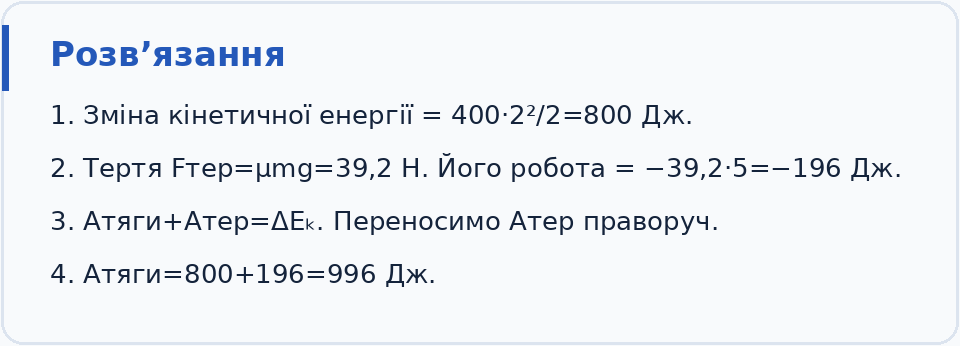 Розв’язання
1. Зміна кінетичної енергії = 400·2²/2=800 Дж.
2. Тертя Fтер=μmg=39,2 Н. Його робота = −39,2·5=−196 Дж.
3. Aтяги+Aтер=ΔEₖ. Переносимо Aтер праворуч.
4. Aтяги=800+196=996 Дж.